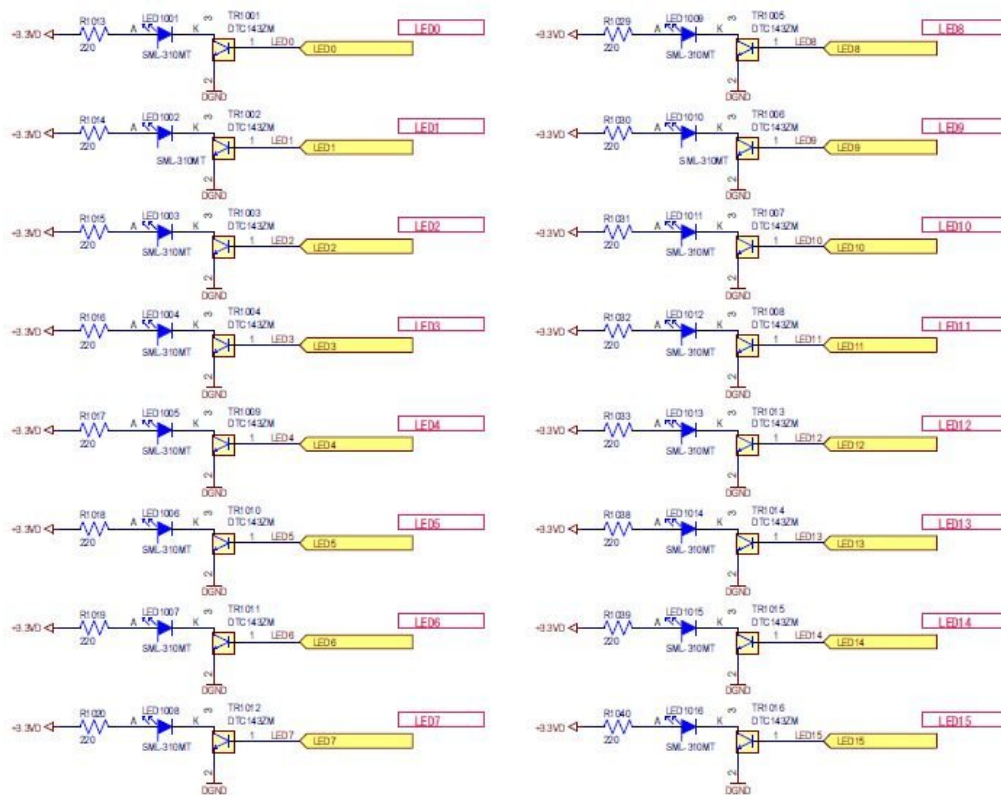 R1013 LED1001 3 TR1001 LED0
+3.3VD A K DTC143ZM
220 SML-310MT 1 LED0 LED0
2
DGND
R1014 LED1002 3 TR1002 LED1
+3.3VD A K DTC143ZM
220 SML-310MT 1 LED1 LED1
2
DGND
R1015 LED1003 3 TR1003 LED2
+3.3VD A K DTC143ZM
220 SML-310MT 1 LED2 LED2
2
DGND
R1016 LED1004 3 TR1004 LED3
+3.3VD A K DTC143ZM
220 SML-310MT 1 LED3 LED3
2
DGND
R1017 LED1005 3 TR1009 LED4
+3.3VD A K DTC143ZM
220 SML-310MT 1 LED4 LED4
2
DGND
R1018 LED1006 3 TR1010 LED5
+3.3VD A K DTC143ZM
220 SML-310MT 1 LED5 LED5
2
DGND
R1019 LED1007 3 TR1011 LED6
+3.3VD A K DTC143ZM
220 SML-310MT 1 LED6 LED6
2
DGND
R1020 LED1008 3 TR1012 LED7
+3.3VD A K DTC143ZM
220 SML-310MT 1 LED7 LED7
2
DGND
R1029 LED1009 3 TR1005 LED8
+3.3VD A K DTC143ZM
220 SML-310MT 1 LED8 LED8
2
DGND
R1030 LED1010 3 TR1006 LED9
+3.3VD A K DTC143ZM
220 SML-310MT 1 LED9 LED9
2
DGND
R1031 LED1011 3 TR1007 LED10
+3.3VD A K DTC143ZM
220 SML-310MT 1 LED10 LED10
2
DGND
R1032 LED1012 3 TR1008 LED11
+3.3VD A K DTC143ZM
220 SML-310MT 1 LED11 LED11
2
DGND
R1033 LED1013 3 TR1013 LED12
+3.3VD A K DTC143ZM
220 SML-310MT 1 LED12 LED12
2
DGND
R1038 LED1014 3 TR1014 LED13
+3.3VD A K DTC143ZM
220 SML-310MT 1 LED13 LED13
2
DGND
R1039 LED1015 3 TR1015 LED14
+3.3VD A K DTC143ZM
220 SML-310MT 1 LED14 LED14
2
DGND
R1040 LED1016 3 TR1016 LED15
+3.3VD A K DTC143ZM
220 SML-310MT 1 LED15 LED15
2
DGND